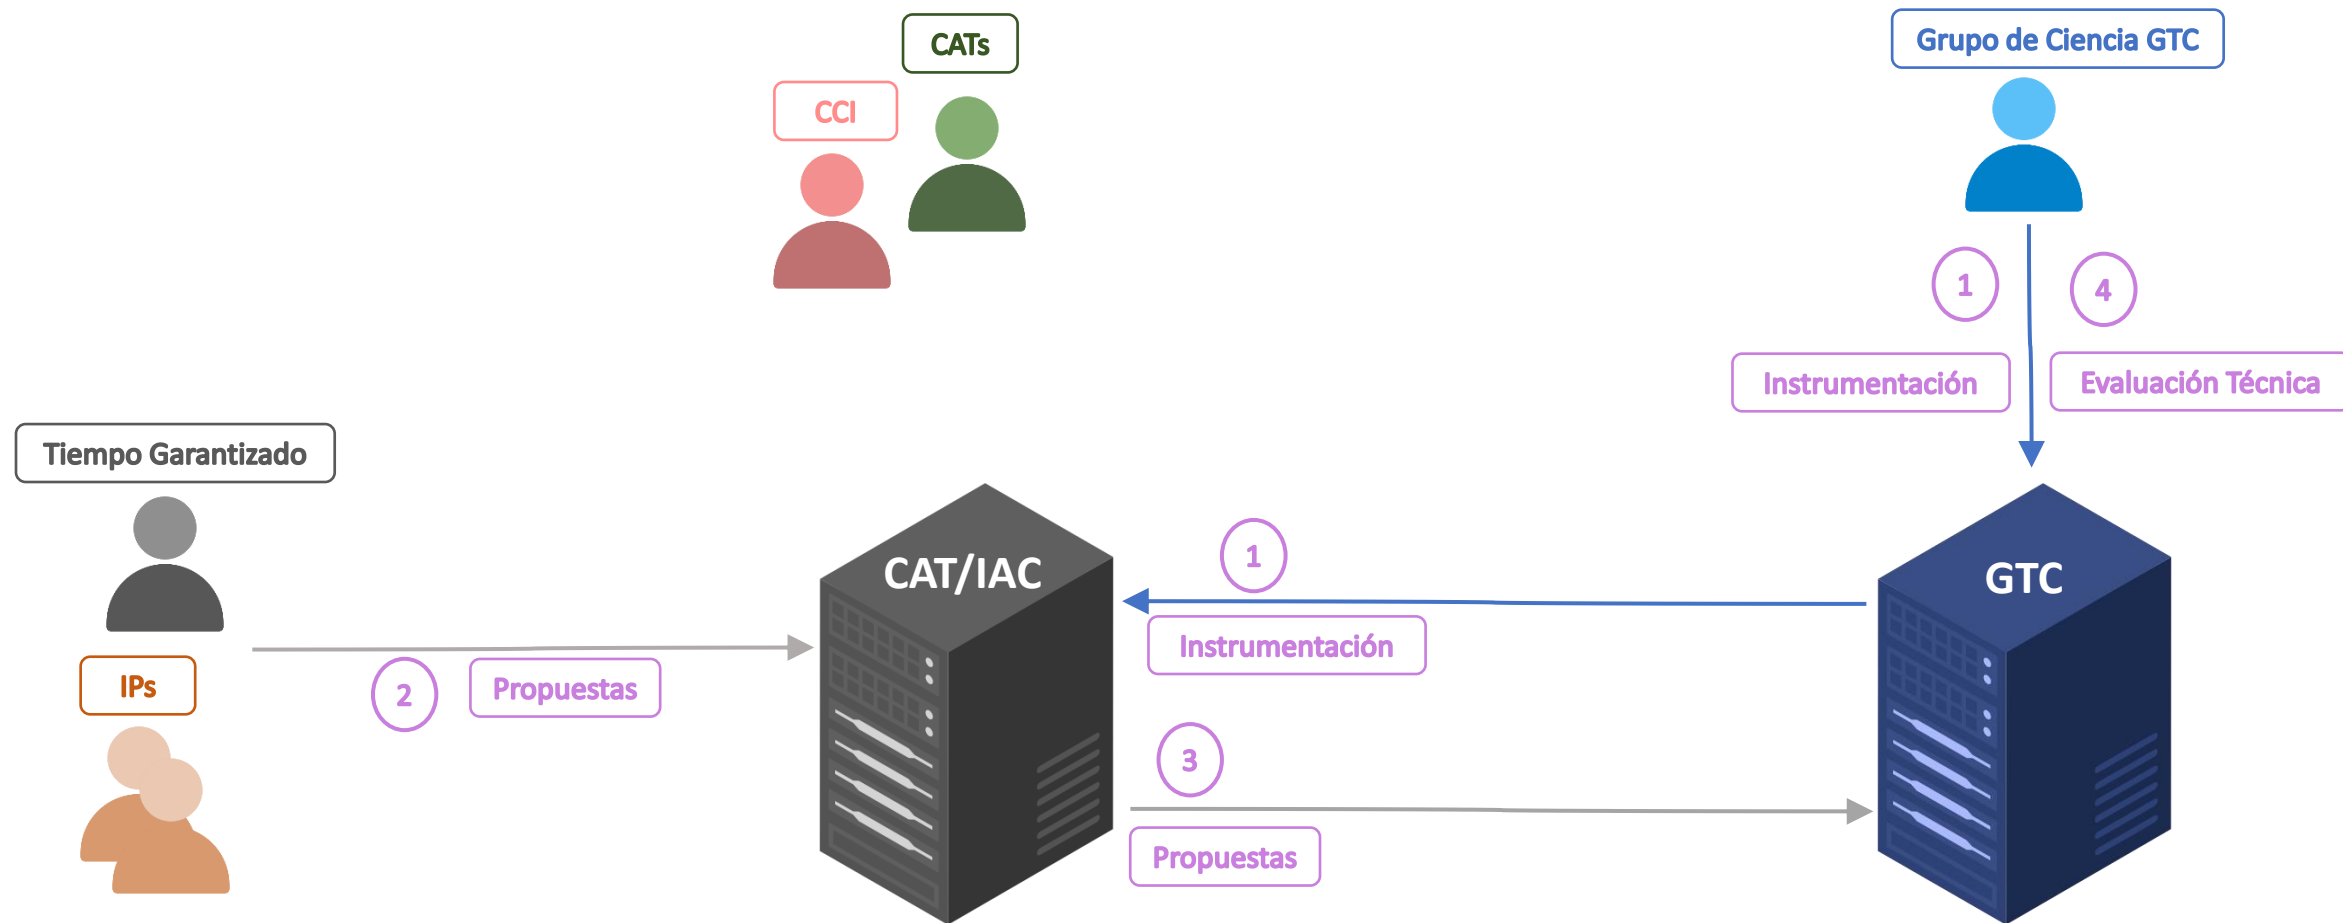 CATs
Grupo de Ciencia GTC
CCI
1
4
Instrumentación
Evaluación Técnica
Tiempo Garantizado
CAT/IAC
1
GTC
Instrumentación
IPs
2
Propuestas
3
Propuestas